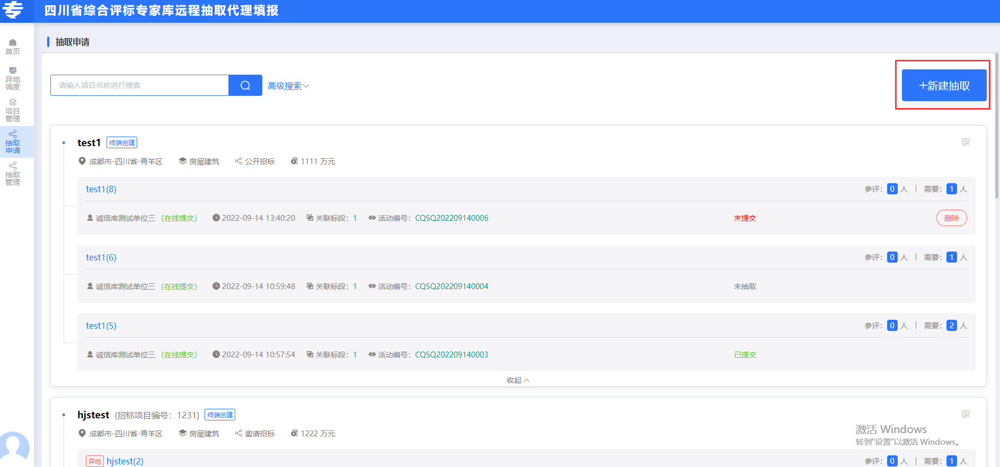 四川省综合评标专家库远程抽取代理填报
首页
异地
调度
项目
管理
抽取
申请
抽取
管理
抽取申请
请输入项目名称进行搜索
高级搜索
+新建抽取
test1 终端创建
成都市-四川省-青羊区 房屋建筑 公开招标 1111 万元
test1(8) 参评： 0 人 | 需要： 1 人
诚信库测试单位三 （在线提交） 2022-09-14 13:40:20 关联标段：1 活动编号：CQSQ202209140006 未提交 删除
test1(6) 参评： 0 人 | 需要： 1 人
诚信库测试单位三 （在线提交） 2022-09-14 10:59:48 关联标段：1 活动编号：CQSQ202209140004 未抽取
test1(5) 参评： 0 人 | 需要： 2 人
诚信库测试单位三 （在线提交） 2022-09-14 10:57:54 关联标段：1 活动编号：CQSQ202209140003 已提交
收起
hjstest (招标项目编号：1231) 终端创建
成都市-四川省-青羊区 房屋建筑 邀请招标 1222 万元
激活 Windows
转到“设置”以激活 Windows。
异地 hjstest(2) 参评： 0 人 | 需要： 1 人